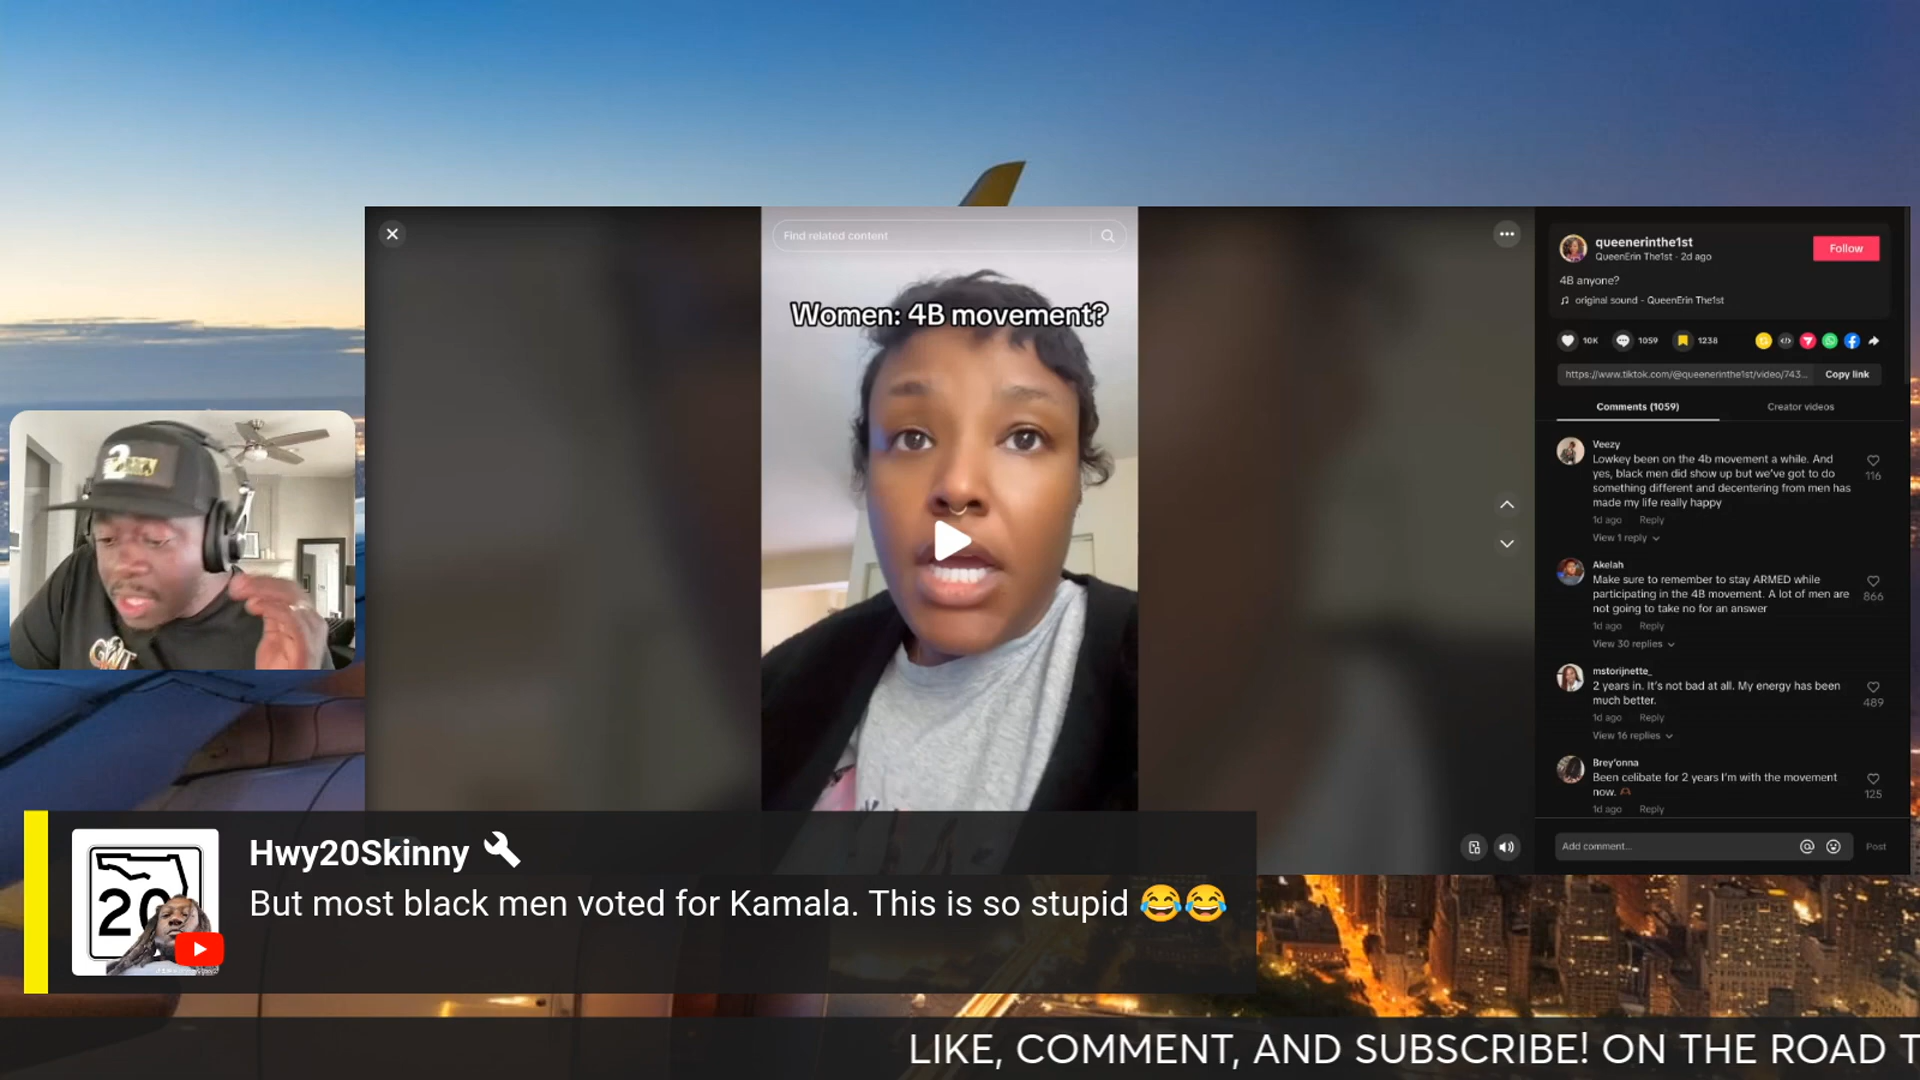 Find related content
Women: 4B movement?
queenerinthe1st
QueenErin The1st · 2d ago
Follow
4B anyone?
original sound - QueenErin The1st
10K
1059
1238
https://www.tiktok.com/@queenerinthe1st/video/743...
Copy link
Comments (1059)
Creator videos
Veezy
Lowkey been on the 4b movement a while. And
yes, black men did show up but we've got to do
something different and decentering from men has
made my life really happy
116
1d ago Reply
View 1 reply
Akelah
Make sure to remember to stay ARMED while
participating in the 4B movement. A lot of men are
not going to take no for an answer
866
1d ago Reply
View 30 replies
mstorijnette_
2 years in. It's not bad at all. My energy has been
much better.
489
1d ago Reply
View 16 replies
Brey'onna
Been celibate for 2 years I'm with the movement
now.
125
1d ago Reply
Add comment...
Post
20
Hwy20Skinny
But most black men voted for Kamala. This is so stupid 😂😂
LIKE, COMMENT, AND SUBSCRIBE! ON THE ROAD T